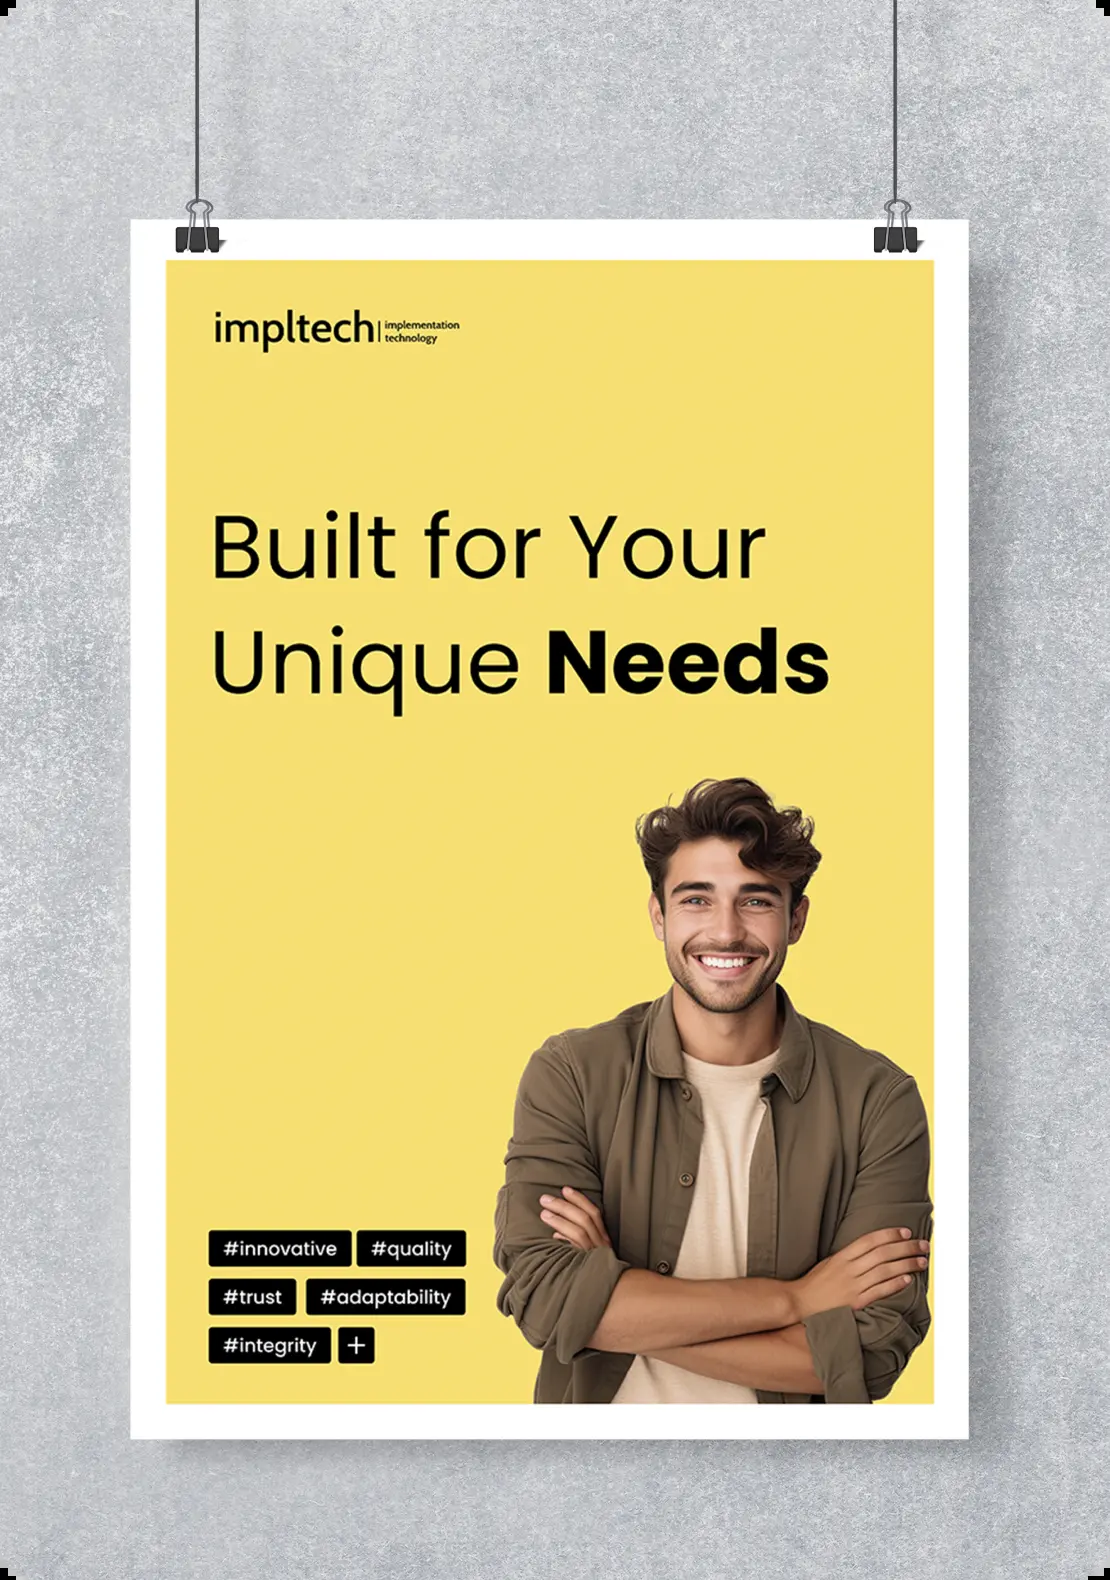 impltech | implementation
technology
Built for Your
Unique Needs
#innovative #quality
#trust #adaptability
#integrity +